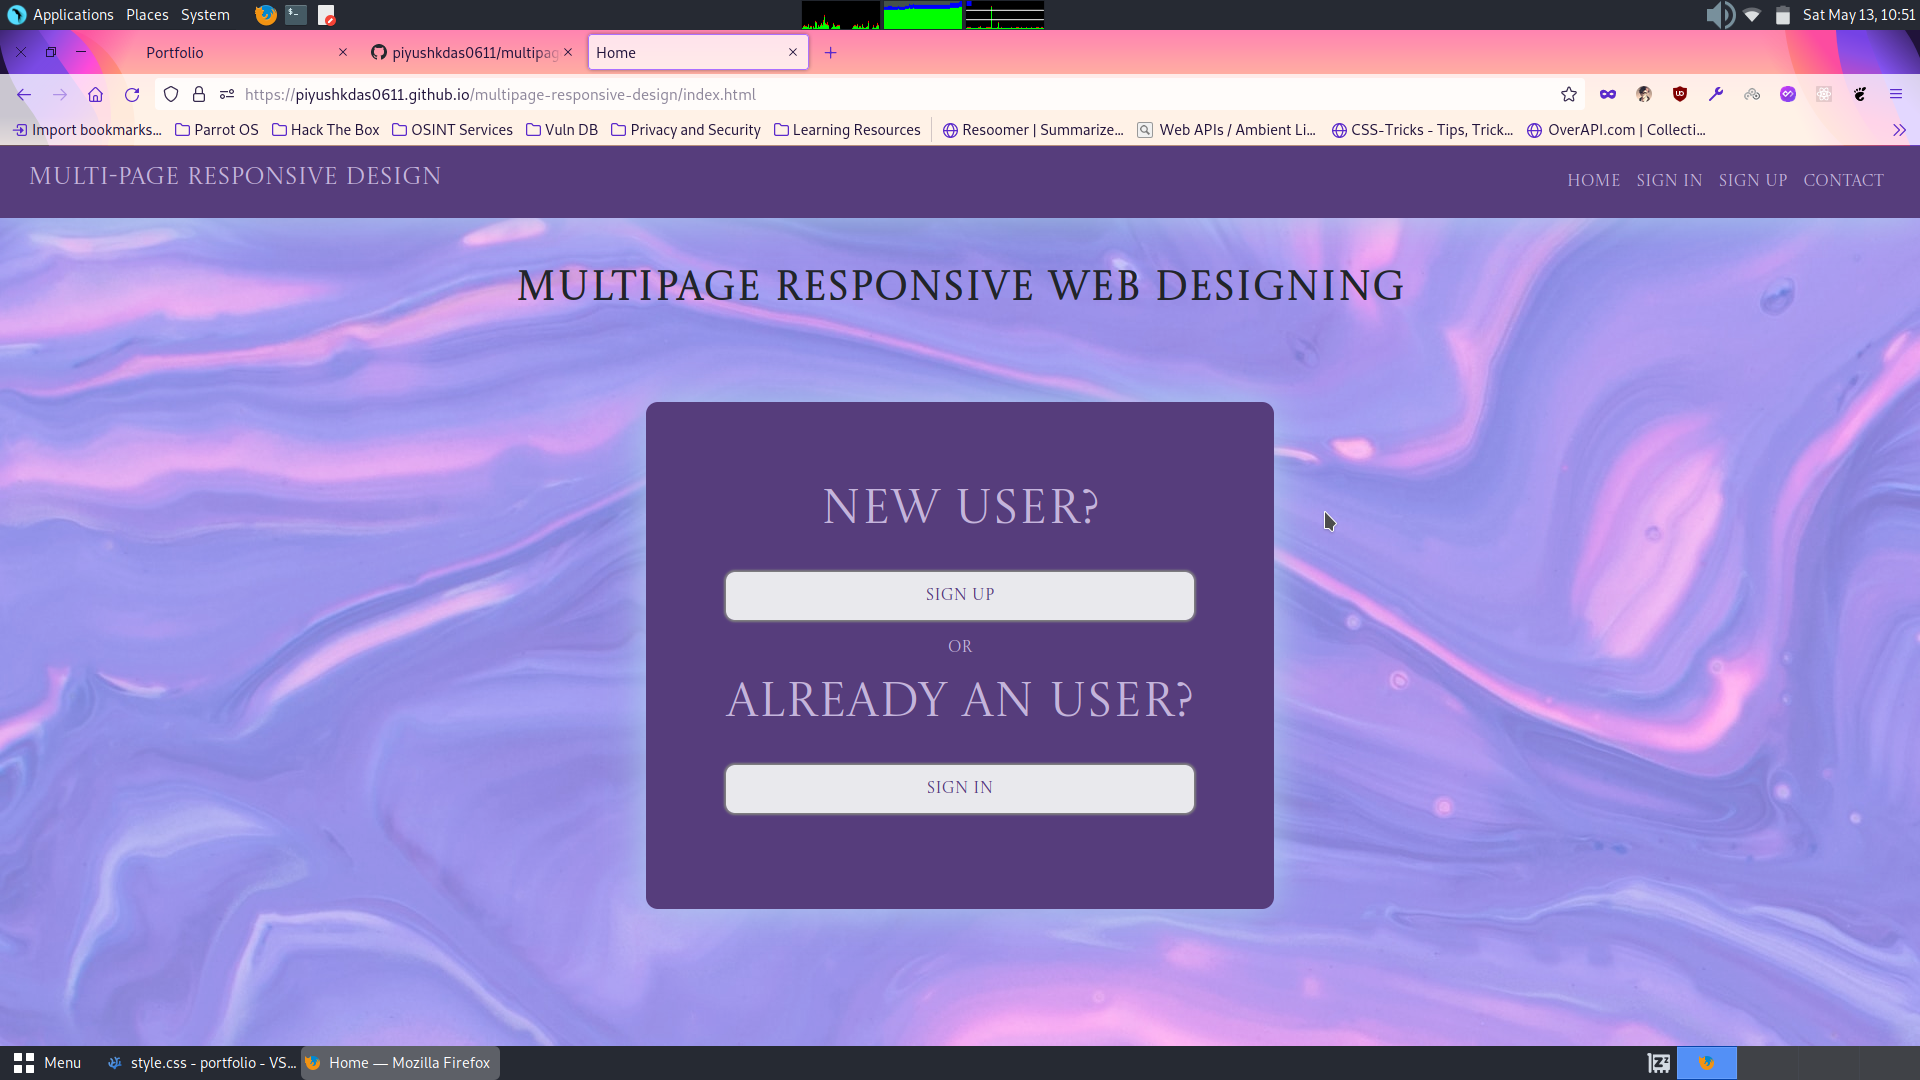 Applications Places System
Sat May 13, 10:51
Portfolio
piyushkdas0611/multipag
Home
https://piyushkdas0611.github.io/multipage-responsive-design/index.html
Import bookmarks... Parrot OS Hack The Box OSINT Services Vuln DB Privacy and Security Learning Resources Resoomer | Summarize... Web APIs / Ambient Li... CSS-Tricks - Tips, Trick... OverAPI.com | Collecti...
MULTI-PAGE RESPONSIVE DESIGN
HOME SIGN IN SIGN UP CONTACT
MULTIPAGE RESPONSIVE WEB DESIGNING
NEW USER?
SIGN UP
OR
ALREADY AN USER?
SIGN IN
Menu style.css - portfolio - VS... Home — Mozilla Firefox